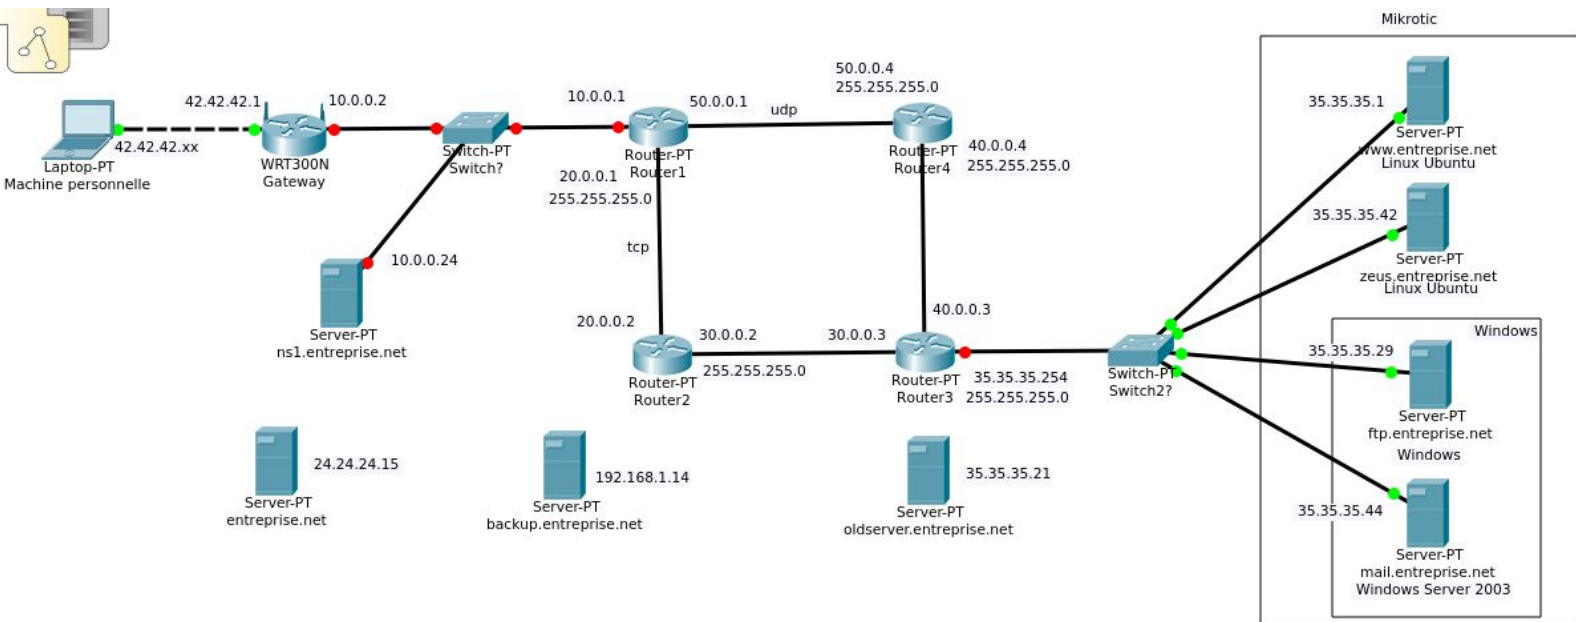 Mikrotic
50.0.0.4
255.255.255.0
42.42.42.1
10.0.0.2
10.0.0.1
50.0.0.1
udp
35.35.35.1
42.42.42.xx
Laptop-PT
Machine personnelle
WRT300N
Gateway
Switch-PT
Switch?
Router-PT
Router1
Router-PT
Router4
40.0.0.4
255.255.255.0
Server-PT
www.entreprise.net
Linux Ubuntu
20.0.0.1
255.255.255.0
35.35.35.42
tcp
10.0.0.24
Server-PT
zeus.entreprise.net
Linux Ubuntu
Server-PT
ns1.entreprise.net
20.0.0.2
30.0.0.2
255.255.255.0
30.0.0.3
40.0.0.3
Windows
35.35.35.29
Router-PT
Router2
Router-PT
Router3
35.35.35.254
255.255.255.0
Switch-PT
Switch2?
Server-PT
ftp.entreprise.net
Windows
24.24.24.15
Server-PT
entreprise.net
192.168.1.14
Server-PT
backup.entreprise.net
35.35.35.21
Server-PT
oldserver.entreprise.net
35.35.35.44
Server-PT
mail.entreprise.net
Windows Server 2003